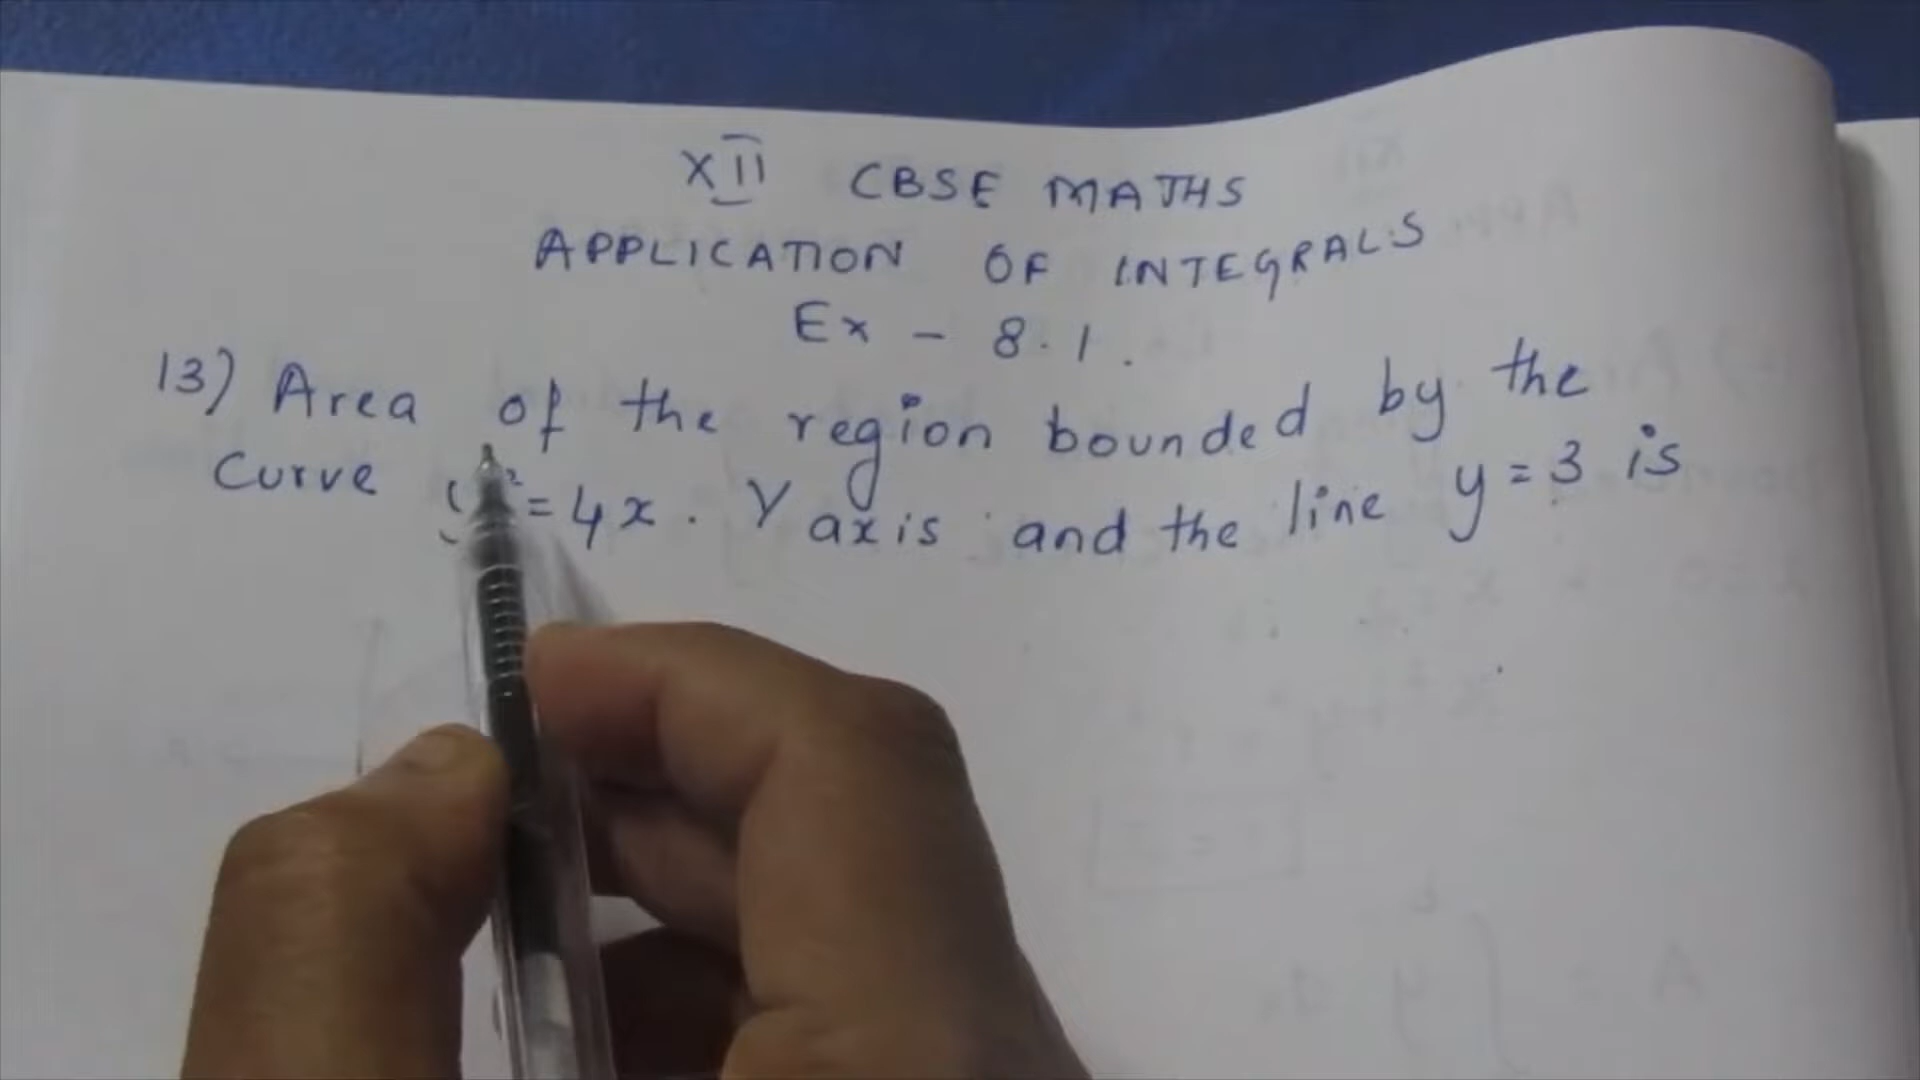 XII CBSE MATHS
APPLICATION OF INTEGRALS
Ex - 8.1.
13) Area of the region bounded by the
Curve y²=4x. Y axis and the line y=3 is